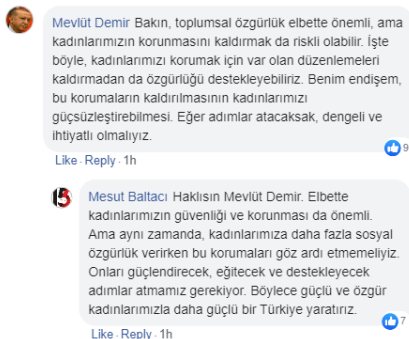 Mevlüt Demir Bakın, toplumsal özgürlük elbette önemli, ama
kadınlarımızın korunmasını kaldırmak da riskli olabilir. İşte
böyle, kadınlarımızı korumak için var olan düzenlemeleri
kaldırmadan da özgürlüğü destekleyebiliriz. Benim endişem,
bu korumaların kaldırılmasının kadınlarımızı
güçsüzleştirebilmesi. Eğer adımlar atacaksak, dengeli ve
ihtiyatlı olmalıyız.
9
Like · Reply · 1h
Mesut Baltacı Haklısın Mevlüt Demir. Elbette
kadınlarımızın güvenliği ve korunması da önemli.
Ama aynı zamanda, kadınlarımıza daha fazla sosyal
özgürlük verirken bu korumaları göz ardı etmemeliyiz.
Onları güçlendirecek, eğitecek ve destekleyecek
adımlar atmamız gerekiyor. Böylece güçlü ve özgür
kadınlarımızla daha güçlü bir Türkiye yaratırız.
7
Like · Reply · 1h